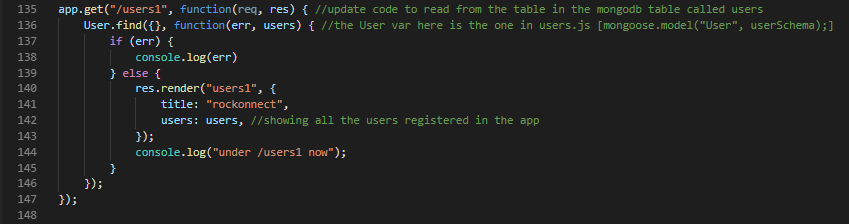 135 app.get("/users1", function(req, res) { //update code to read from the table in the mongodb table called users
136 User.find({}, function(err, users) { //the User var here is the one in users.js [mongoose.model("User", userSchema);]
137 if (err) {
138 console.log(err)
139 } else {
140 res.render("users1", {
141 title: "rockonnect",
142 users: users, //showing all the users registered in the app
143 });
144 console.log("under /users1 now");
145 }
146 });
147 });
148